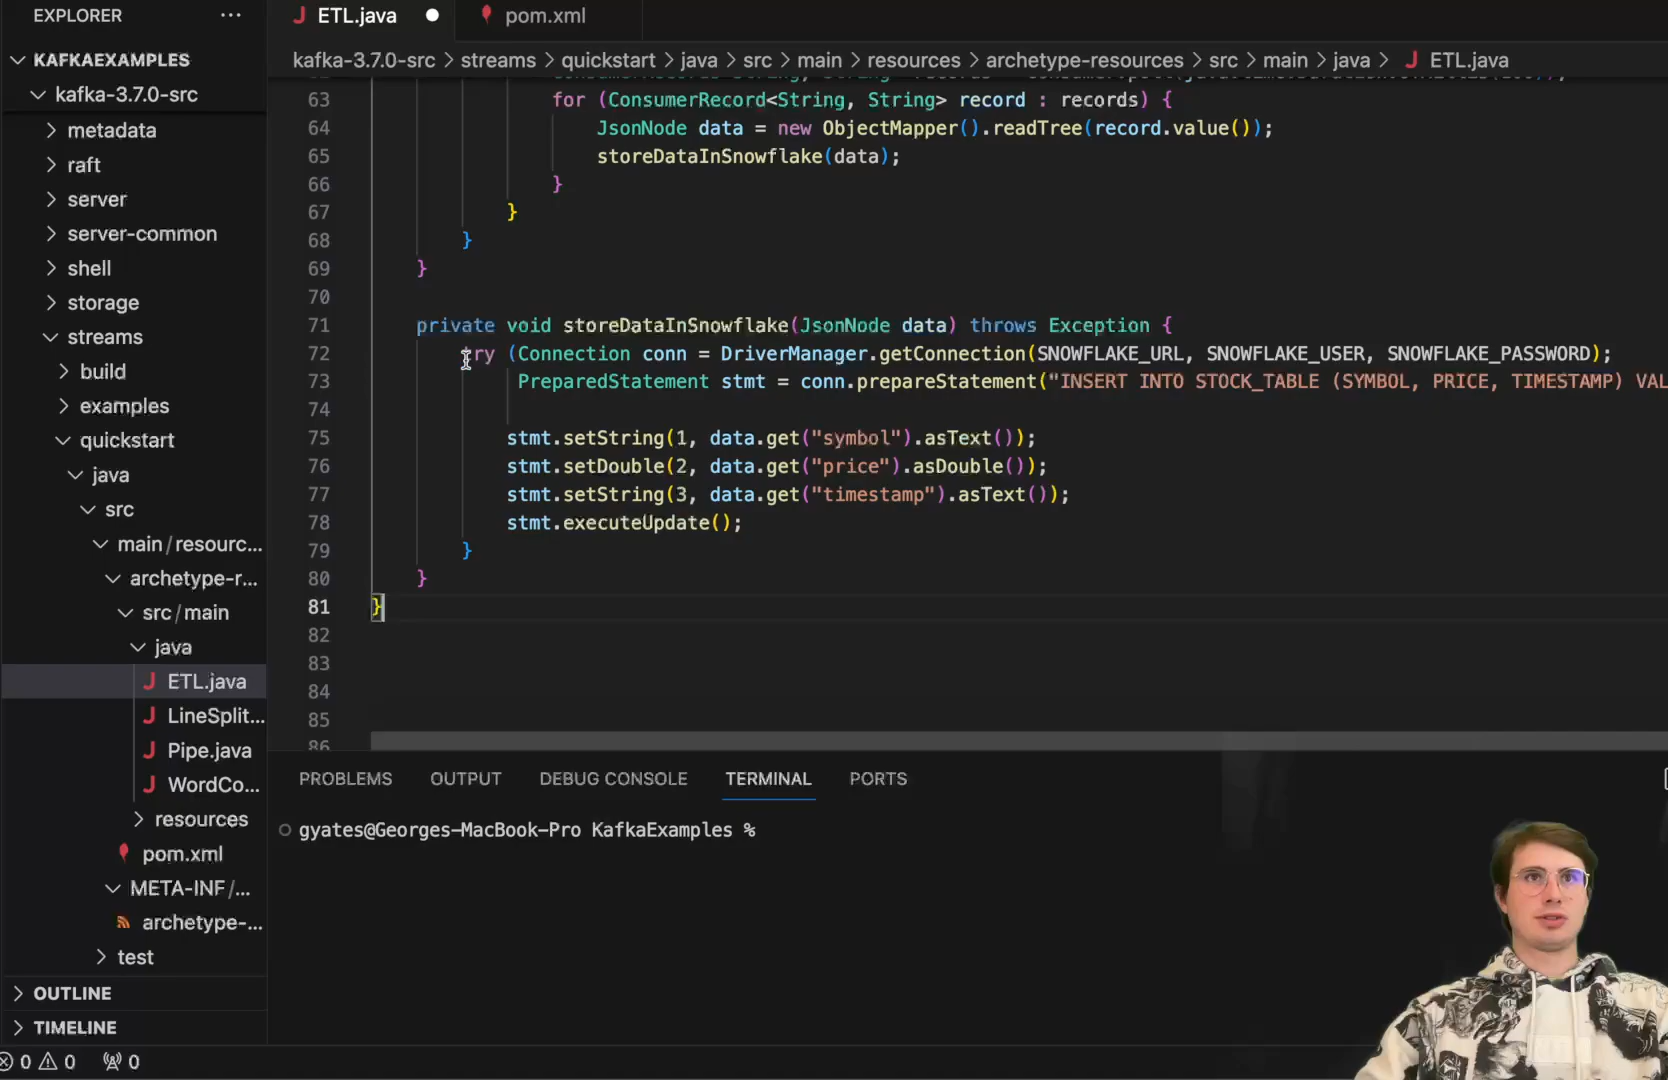 EXPLORER
ETL.java
pom.xml
KAFKAEXAMPLES
kafka-3.7.0-src
metadata
raft
server
server-common
shell
storage
streams
build
examples
quickstart
java
src
main/resourc...
archetype-r...
src/main
java
ETL.java
LineSplit...
Pipe.java
WordCo...
resources
pom.xml
META-INF/...
archetype-...
test
OUTLINE
TIMELINE
0 0 0
kafka-3.7.0-src > streams > quickstart > java > src > main > resources > archetype-resources > src > main > java > ETL.java
63 for (ConsumerRecord<String, String> record : records) {
64 JsonNode data = new ObjectMapper().readTree(record.value());
65 storeDataInSnowflake(data);
66 }
67 }
68 }
69 }
70
71 private void storeDataInSnowflake(JsonNode data) throws Exception {
72 try (Connection conn = DriverManager.getConnection(SNOWFLAKE_URL, SNOWFLAKE_USER, SNOWFLAKE_PASSWORD);
73 PreparedStatement stmt = conn.prepareStatement("INSERT INTO STOCK_TABLE (SYMBOL, PRICE, TIMESTAMP) VAL
74
75 stmt.setString(1, data.get("symbol").asText());
76 stmt.setDouble(2, data.get("price").asDouble());
77 stmt.setString(3, data.get("timestamp").asText());
78 stmt.executeUpdate();
79 }
80 }
81 }
82
83
84
85
86
PROBLEMS OUTPUT DEBUG CONSOLE TERMINAL PORTS
gyates@Georges-MacBook-Pro KafkaExamples %